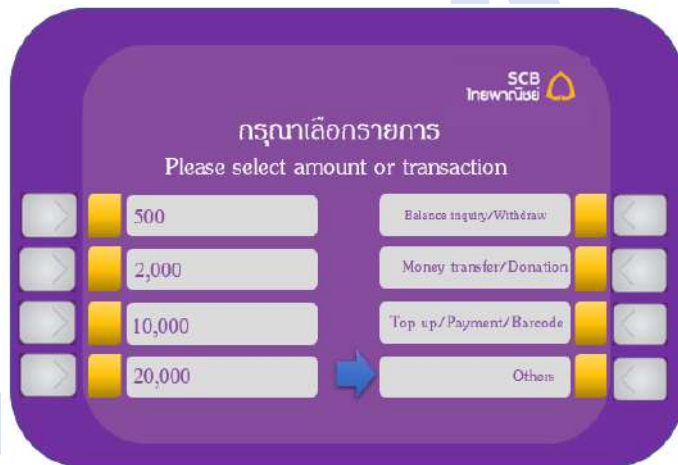 SCB
ไทยพาณิชย์
กรุณาเลือกรายการ
Please select amount or transaction
500
Balance inquiry/Withdraw
2,000
Money transfer/Donation
10,000
Top up/Payment/Barcode
20,000
Others